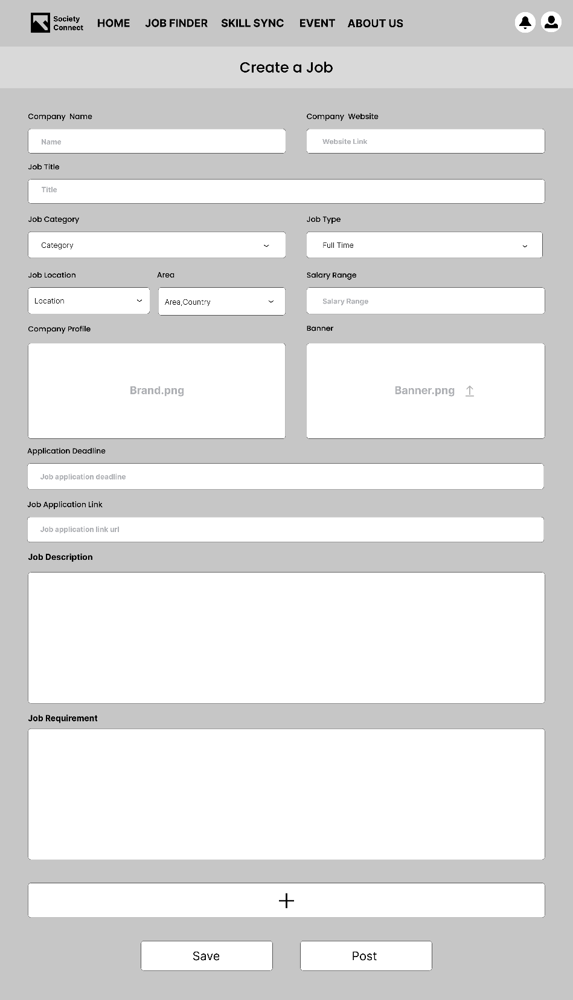 Society
Connect
HOME
JOB FINDER
SKILL SYNC
EVENT
ABOUT US
Create a Job
Company Name
Company Website
Name
Website Link
Job Title
Title
Job Category
Job Type
Category
Full Time
Job Location
Area
Salary Range
Location
Area,Country
Salary Range
Company Profile
Banner
Brand.png
Banner.png
Application Deadline
Job application deadline
Job Application Link
Job application link url
Job Description
Job Requirement
Save
Post